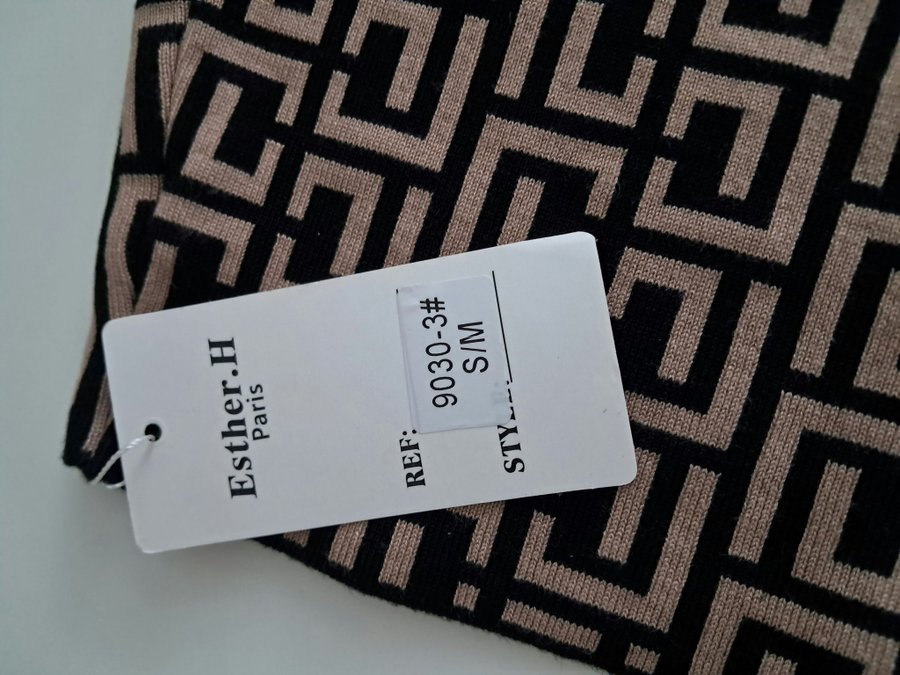 Esther.H
Paris
REF:
9030-3#
S/M
STYLE: